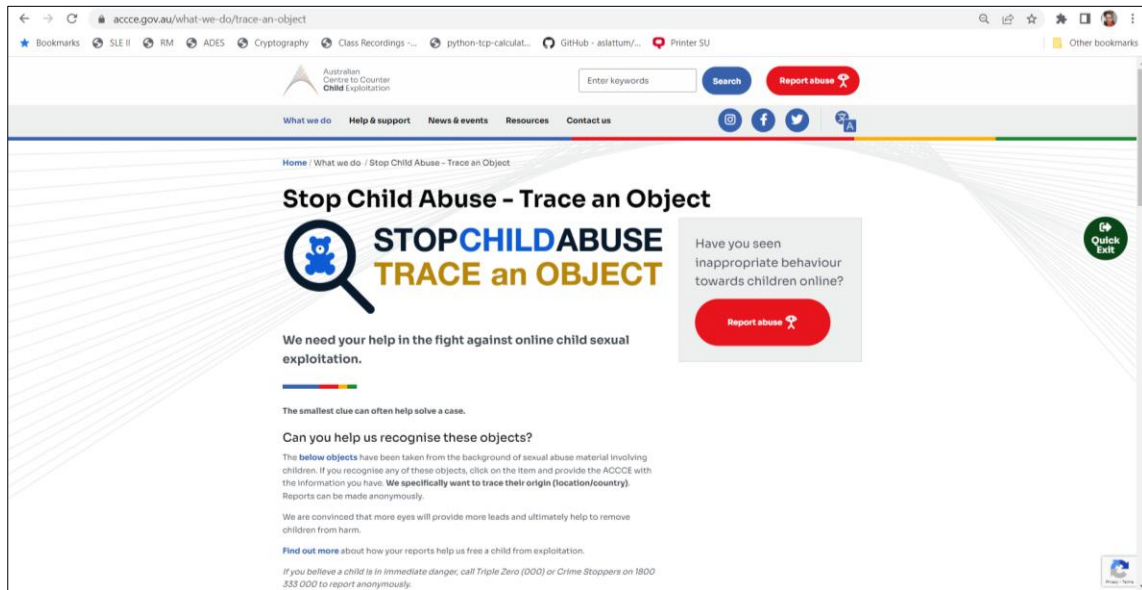 accce.gov.au/what-we-do/trace-an-object
Bookmarks SLE II RM ADES Cryptography Class Recordings -... python-tcp-calculat... GitHub - aslattum/... Printer SU Other bookmarks
Australian
Centre to Counter
Child Exploitation
Enter keywords
Search
Report abuse
What we do Help & support News & events Resources Contact us
Home / What we do / Stop Child Abuse – Trace an Object
Stop Child Abuse – Trace an Object
STOPCHILDABUSE
TRACE an OBJECT
Have you seen
inappropriate behaviour
towards children online?
Report abuse
Quick
Exit
We need your help in the fight against online child sexual
exploitation.
The smallest clue can often help solve a case.
Can you help us recognise these objects?
The below objects have been taken from the background of sexual abuse material involving
children. If you recognise any of these objects, click on the item and provide the ACCCE with
the information you have. We specifically want to trace their origin (location/country).
Reports can be made anonymously.
We are convinced that more eyes will provide more leads and ultimately help to remove
children from harm.
Find out more about how your reports help us free a child from exploitation.
If you believe a child is in immediate danger, call Triple Zero (000) or Crime Stoppers on 1800
333 000 to report anonymously.
Privacy - Terms